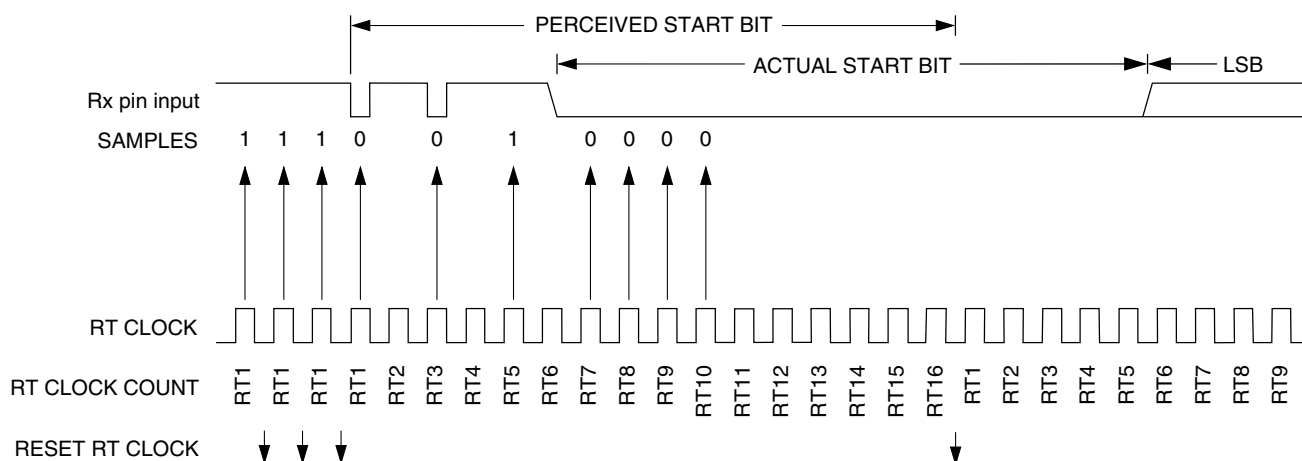 PERCEIVED START BIT
ACTUAL START BIT LSB
Rx pin input
SAMPLES 1 1 1 0 0 1 0 0 0 0
RT CLOCK
RT CLOCK COUNT RT1 RT1 RT1 RT1 RT2 RT3 RT4 RT5 RT6 RT7 RT8 RT9 RT10 RT11 RT12 RT13 RT14 RT15 RT16 RT1 RT2 RT3 RT4 RT5 RT6 RT7 RT8 RT9
RESET RT CLOCK